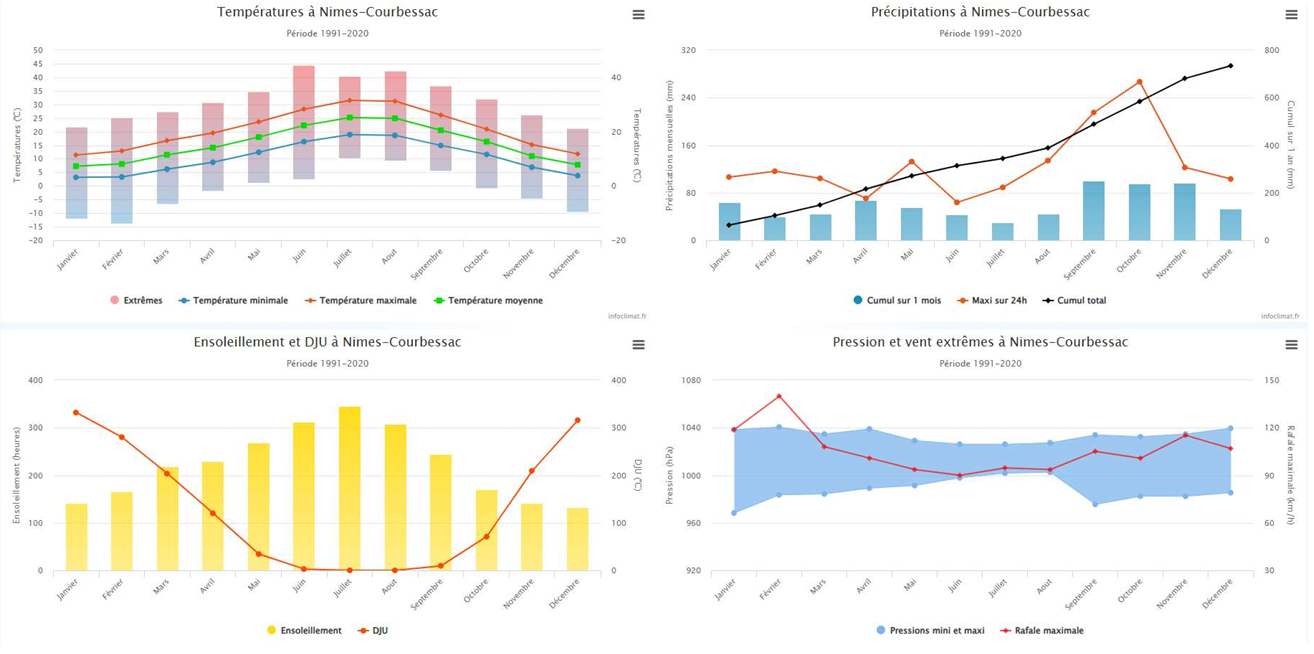 Températures à Nimes-Courbessac
Période 1991-2020
50
45
40
35
30
25
20
15
10
5
0
-5
-10
-15
-20
Températures (°C)
40
20
0
-20
Températures (°C)
Janvier
Février
Mars
Avril
Mai
Juin
Juillet
Aout
Septembre
Octobre
Novembre
Décembre
Extrêmes Température minimale Température maximale Température moyenne
infoclimat.fr
Précipitations à Nimes-Courbessac
Période 1991-2020
320
240
160
80
0
Précipitations mensuelles (mm)
800
600
400
200
0
Cumul sur 1 an (mm)
Janvier
Février
Mars
Avril
Mai
Juin
Juillet
Aout
Septembre
Octobre
Novembre
Décembre
Cumul sur 1 mois Maxi sur 24h Cumul total
infoclimat.fr
Ensoleillement et DJU à Nimes-Courbessac
Période 1991-2020
400
300
200
100
0
Ensoleillement (heures)
400
300
200
100
0
DJU (°C)
Janvier
Février
Mars
Avril
Mai
Juin
Juillet
Aout
Septembre
Octobre
Novembre
Décembre
Ensoleillement DJU
Pression et vent extrêmes à Nimes-Courbessac
Période 1991-2020
1080
1040
1000
960
920
Pression (hPa)
150
120
90
60
30
Rafale maximale (km/h)
Janvier
Février
Mars
Avril
Mai
Juin
Juillet
Aout
Septembre
Octobre
Novembre
Décembre
Pressions mini et maxi Rafale maximale